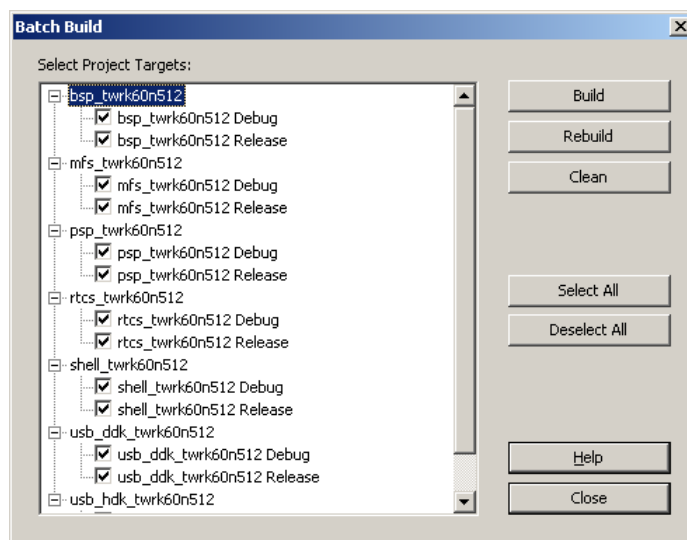 Batch Build
Select Project Targets:
bsp_twrk60n512
bsp_twrk60n512 Debug
bsp_twrk60n512 Release
mfs_twrk60n512
mfs_twrk60n512 Debug
mfs_twrk60n512 Release
psp_twrk60n512
psp_twrk60n512 Debug
psp_twrk60n512 Release
rtcs_twrk60n512
rtcs_twrk60n512 Debug
rtcs_twrk60n512 Release
shell_twrk60n512
shell_twrk60n512 Debug
shell_twrk60n512 Release
usb_ddk_twrk60n512
usb_ddk_twrk60n512 Debug
usb_ddk_twrk60n512 Release
usb_hdk_twrk60n512
Build
Rebuild
Clean
Select All
Deselect All
Help
Close